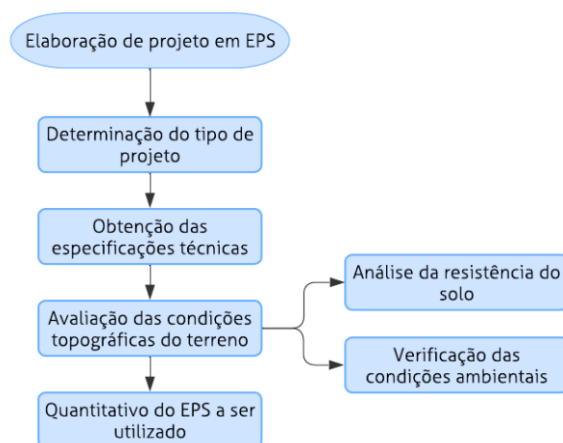 Elaboração de projeto em EPS
Determinação do tipo de
projeto
Obtenção das
especificações técnicas
Avaliação das condições
topográficas do terreno
Análise da resistência do
solo
Verificação das
condições ambientais
Quantitativo do EPS a ser
utilizado